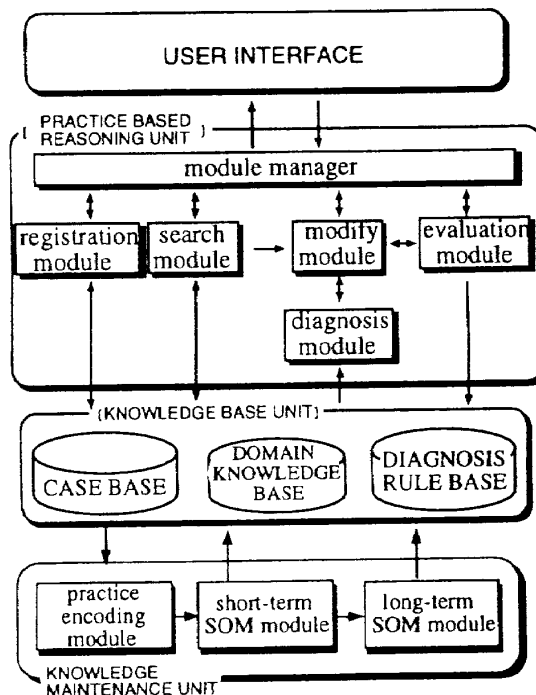 USER INTERFACE
PRACTICE BASED
REASONING UNIT
module manager
registration
module
search
module
modify
module
evaluation
module
diagnosis
module
KNOWLEDGE BASE UNIT
CASE BASE
DOMAIN
KNOWLEDGE
BASE
DIAGNOSIS
RULE BASE
practice
encoding
module
short-term
SOM module
long-term
SOM module
KNOWLEDGE
MAINTENANCE UNIT